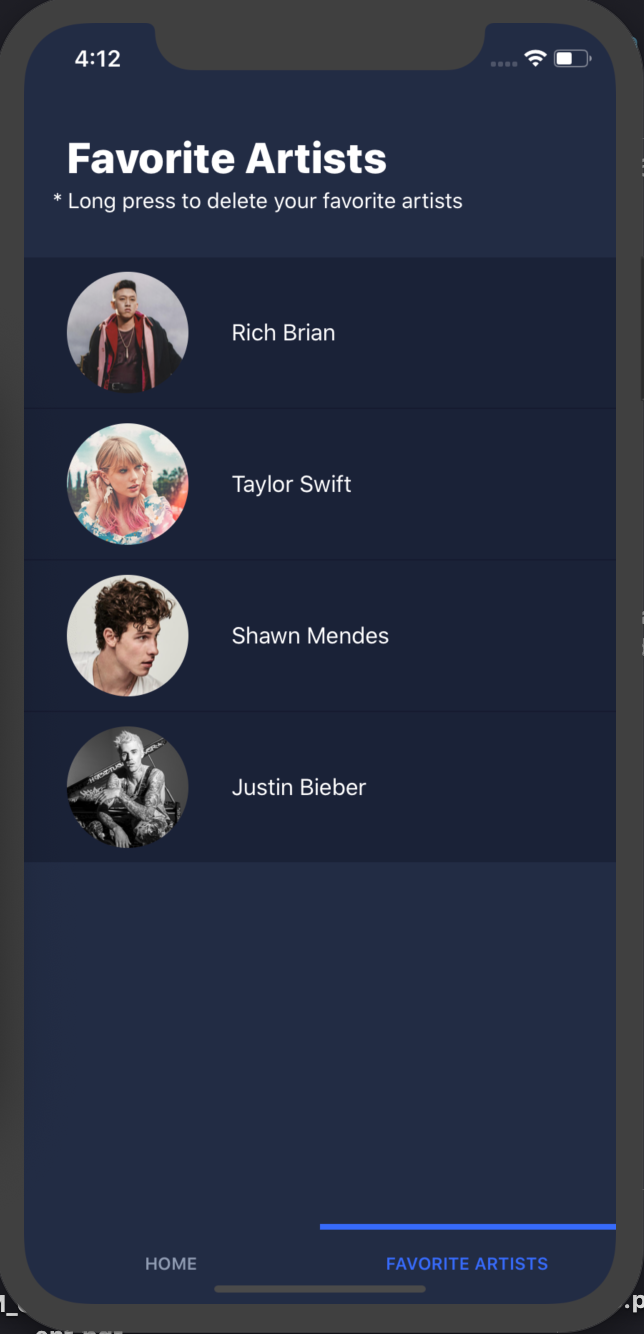 4:12
Favorite Artists
* Long press to delete your favorite artists
Rich Brian
Taylor Swift
Shawn Mendes
Justin Bieber
HOME
FAVORITE ARTISTS